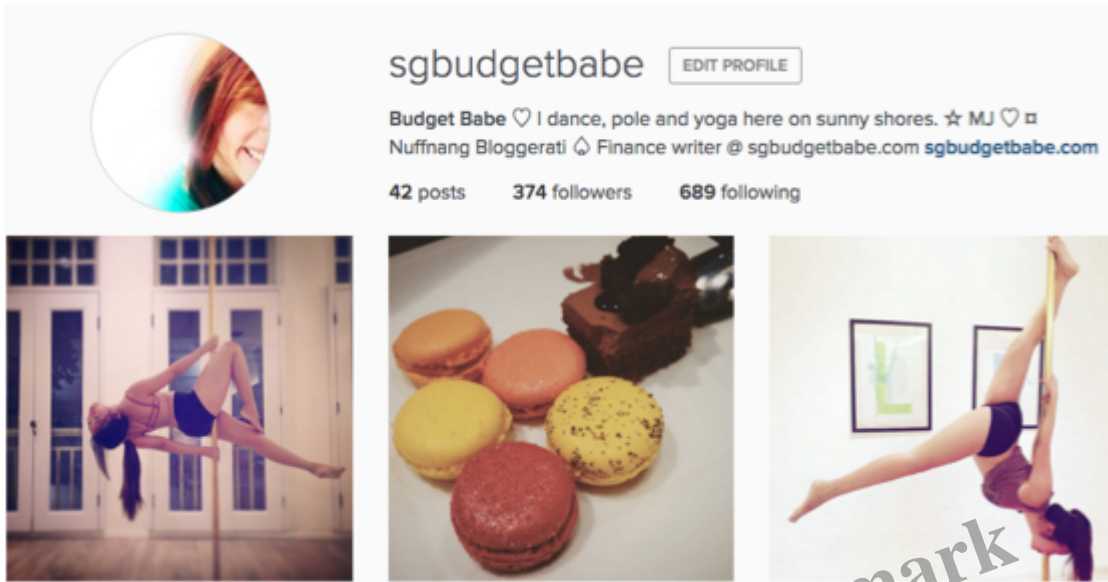 sgbudgetbabe EDIT PROFILE
Budget Babe ♡ I dance, pole and yoga here on sunny shores. ☆ MJ ♡ ¤
Nuffnang Bloggerati ♤ Finance writer @ sgbudgetbabe.com sgbudgetbabe.com
42 posts 374 followers 689 following
mark